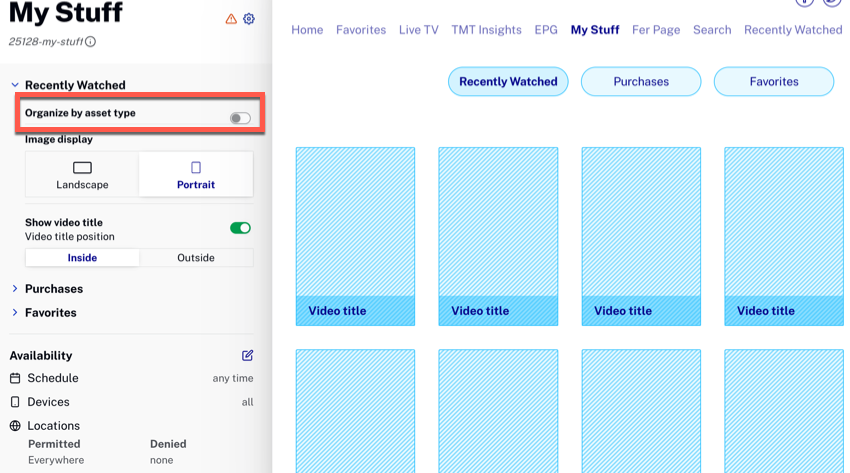 My Stuff
25128-my-stuff
Recently Watched
Organize by asset type
Image display
Landscape
Portrait
Show video title
Video title position
Inside
Outside
Purchases
Favorites
Availability
Schedule
any time
Devices
all
Locations
Permitted
Denied
Everywhere
none
Home Favorites Live TV TMT Insights EPG My Stuff Fer Page Search Recently Watched
Recently Watched
Purchases
Favorites
Video title
Video title
Video title
Video title